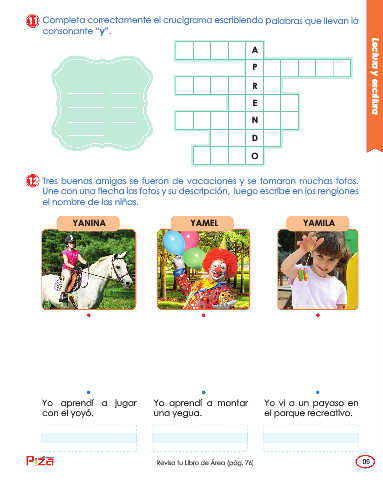 11 Completa correctamente el crucigrama escribiendo palabras que llevan la
consonante "y".
A
P
R
E
N
D
O
Lectura y escritura
12 Tres buenas amigas se fueron de vacaciones y se tomaron muchas fotos.
Une con una flecha las fotos y su descripción, luego escribe en los renglones
el nombre de las niñas.
YANINA YAMEL YAMILA
Yo aprendí a jugar
con el yoyó.
Yo aprendí a montar
una yegua.
Yo vi a un payaso en
el parque recreativo.
Piza
Revisa tu Libro de Área (pág. 76)
05